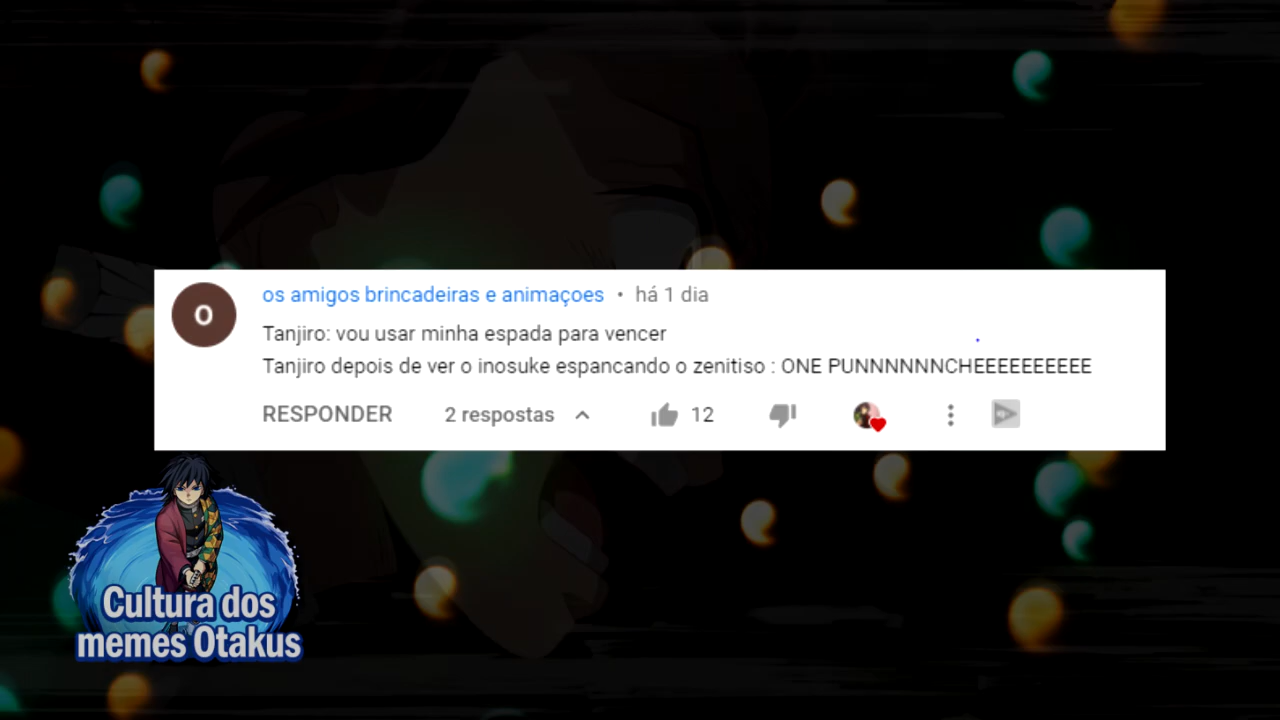 O
os amigos brincadeiras e animaçoes • há 1 dia
Tanjiro: vou usar minha espada para vencer
Tanjiro depois de ver o inosuke espancando o zenitiso : ONE PUNNNNNNCHEEEEEEEEEE
RESPONDER 2 respostas 12
Cultura dos
memes Otakus